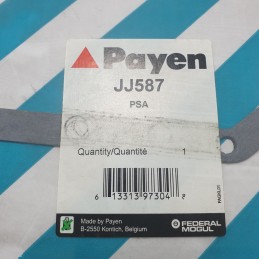 Payen
JJ587
PSA
Quantity/Quantité 1
6 13313 97304
Made by Payen
B-2550 Kontich, Belgium
FEDERAL
MOGUL